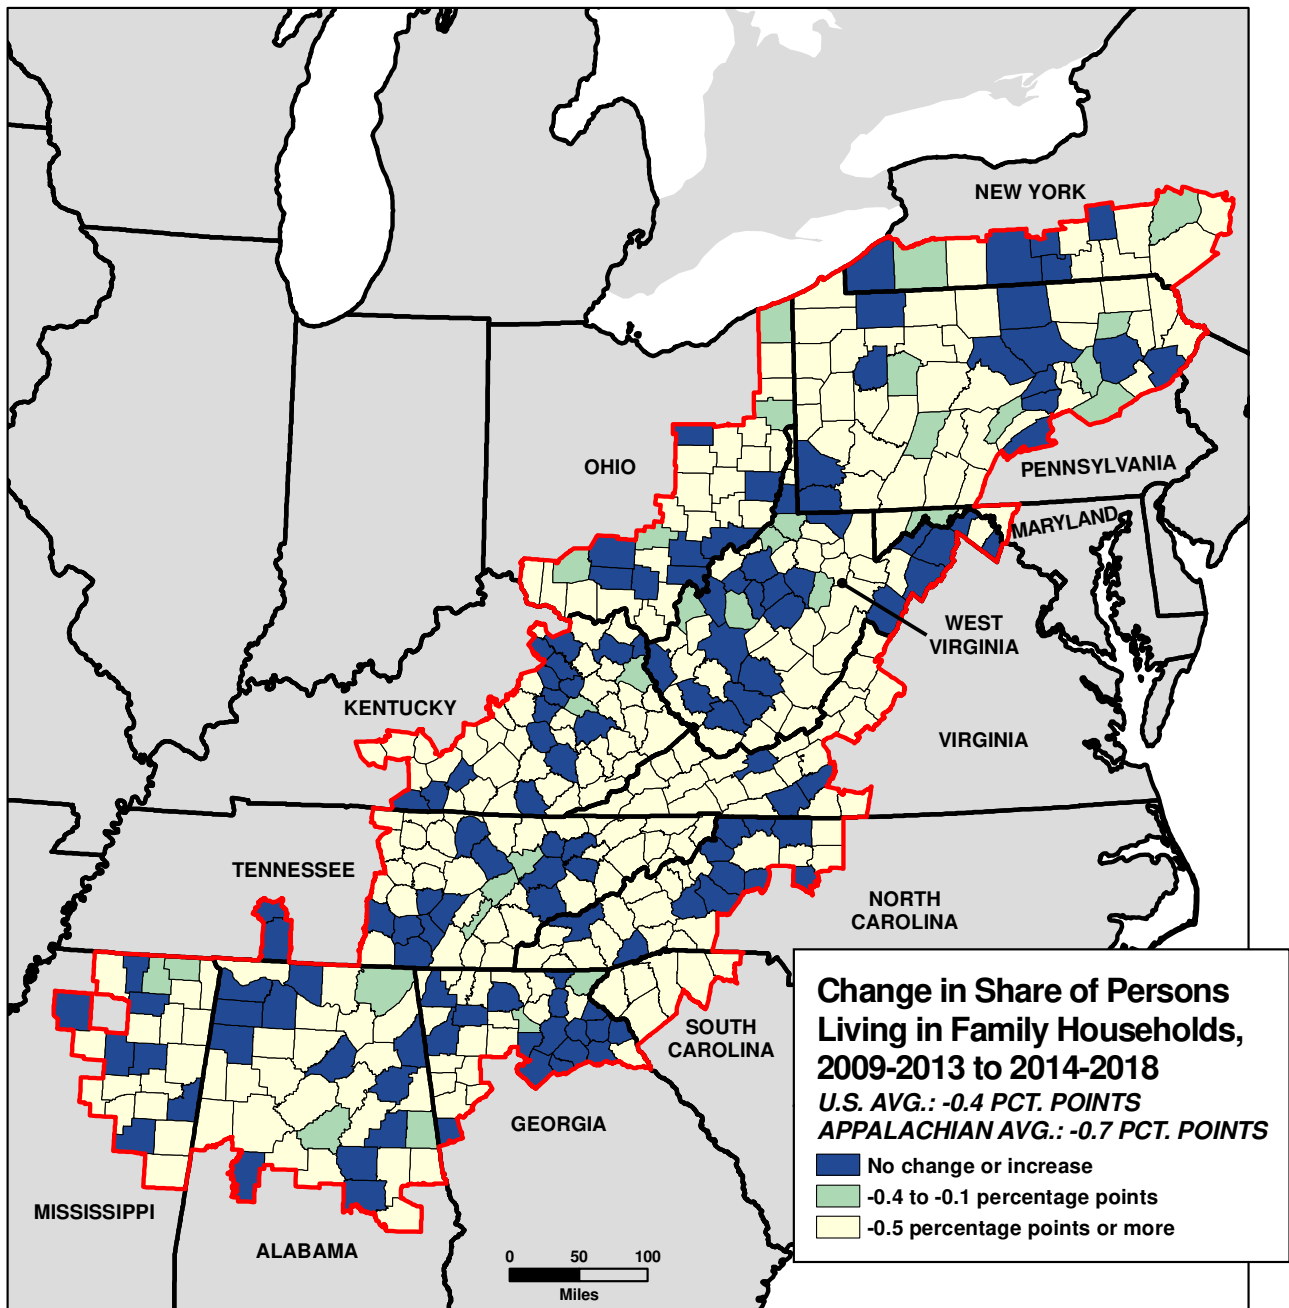 NEW YORK
OHIO
PENNSYLVANIA
MARYLAND
WEST
VIRGINIA
KENTUCKY
VIRGINIA
TENNESSEE
NORTH
CAROLINA
SOUTH
CAROLINA
GEORGIA
MISSISSIPPI
ALABAMA
Change in Share of Persons
Living in Family Households,
2009-2013 to 2014-2018
U.S. AVG.: -0.4 PCT. POINTS
APPALACHIAN AVG.: -0.7 PCT. POINTS
No change or increase
-0.4 to -0.1 percentage points
-0.5 percentage points or more
0 50 100
Miles